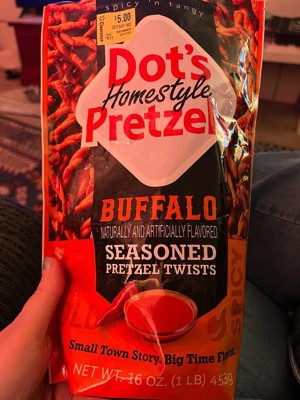 spicy 'n tangy
$5.00
Clearance
Dot's
Homestyle
Pretzel
BUFFALO
NATURALLY AND ARTIFICIALLY FLAVORED
SEASONED
PRETZEL TWISTS
SPICY
Small Town Story. Big Time Flavor.
NET WT. 16 OZ. (1 LB) 453g